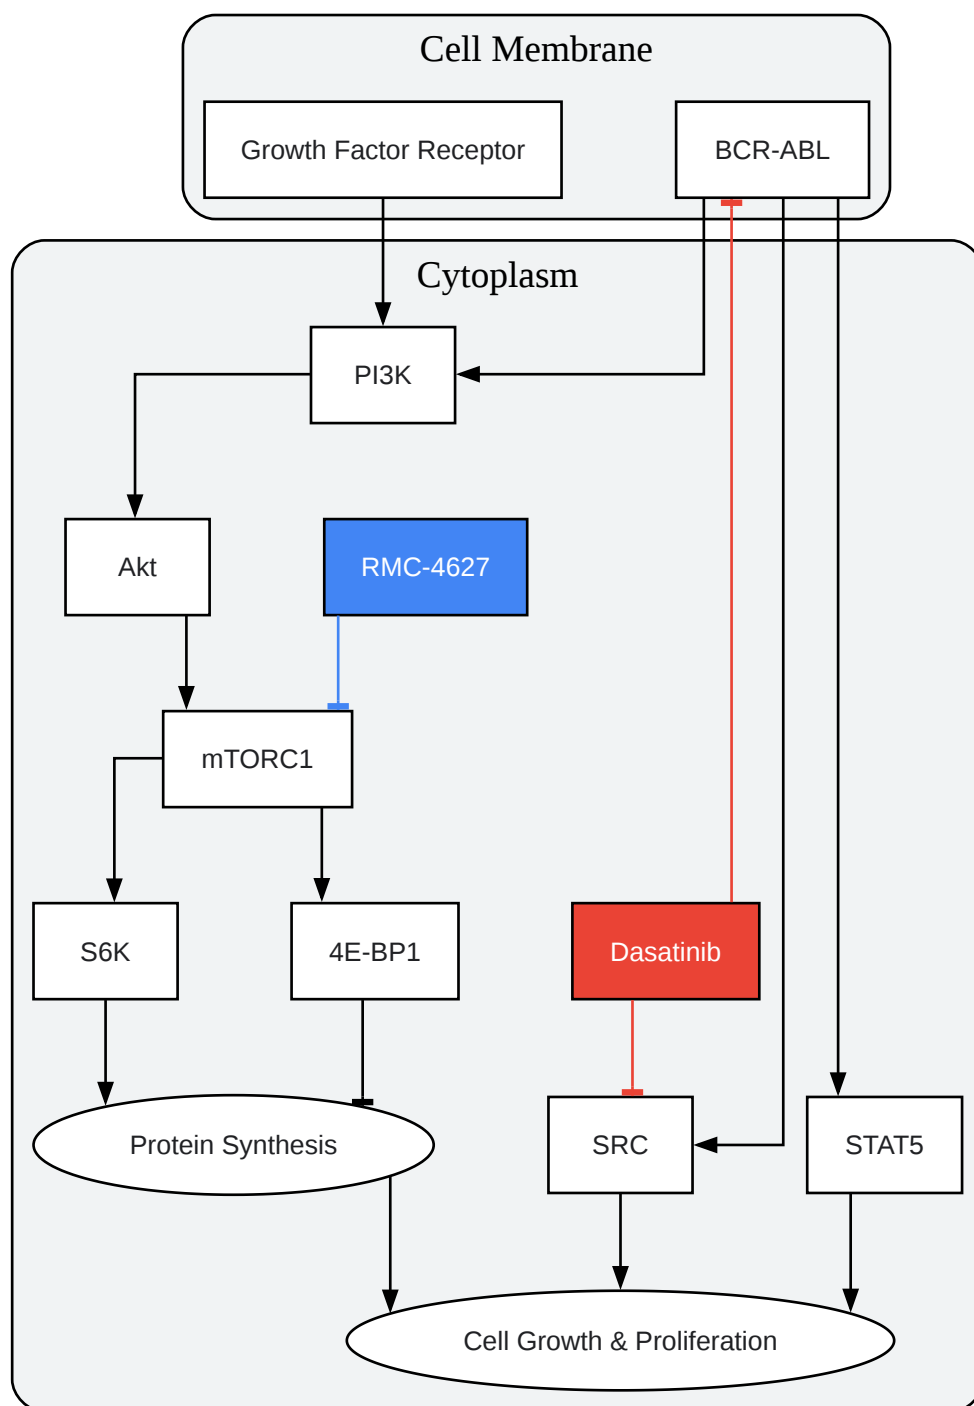 Cell Membrane
Growth Factor Receptor
BCR-ABL
Cytoplasm
PI3K
Akt
RMC-4627
mTORC1
S6K
4E-BP1
Dasatinib
Protein Synthesis
SRC
STAT5
Cell Growth & Proliferation